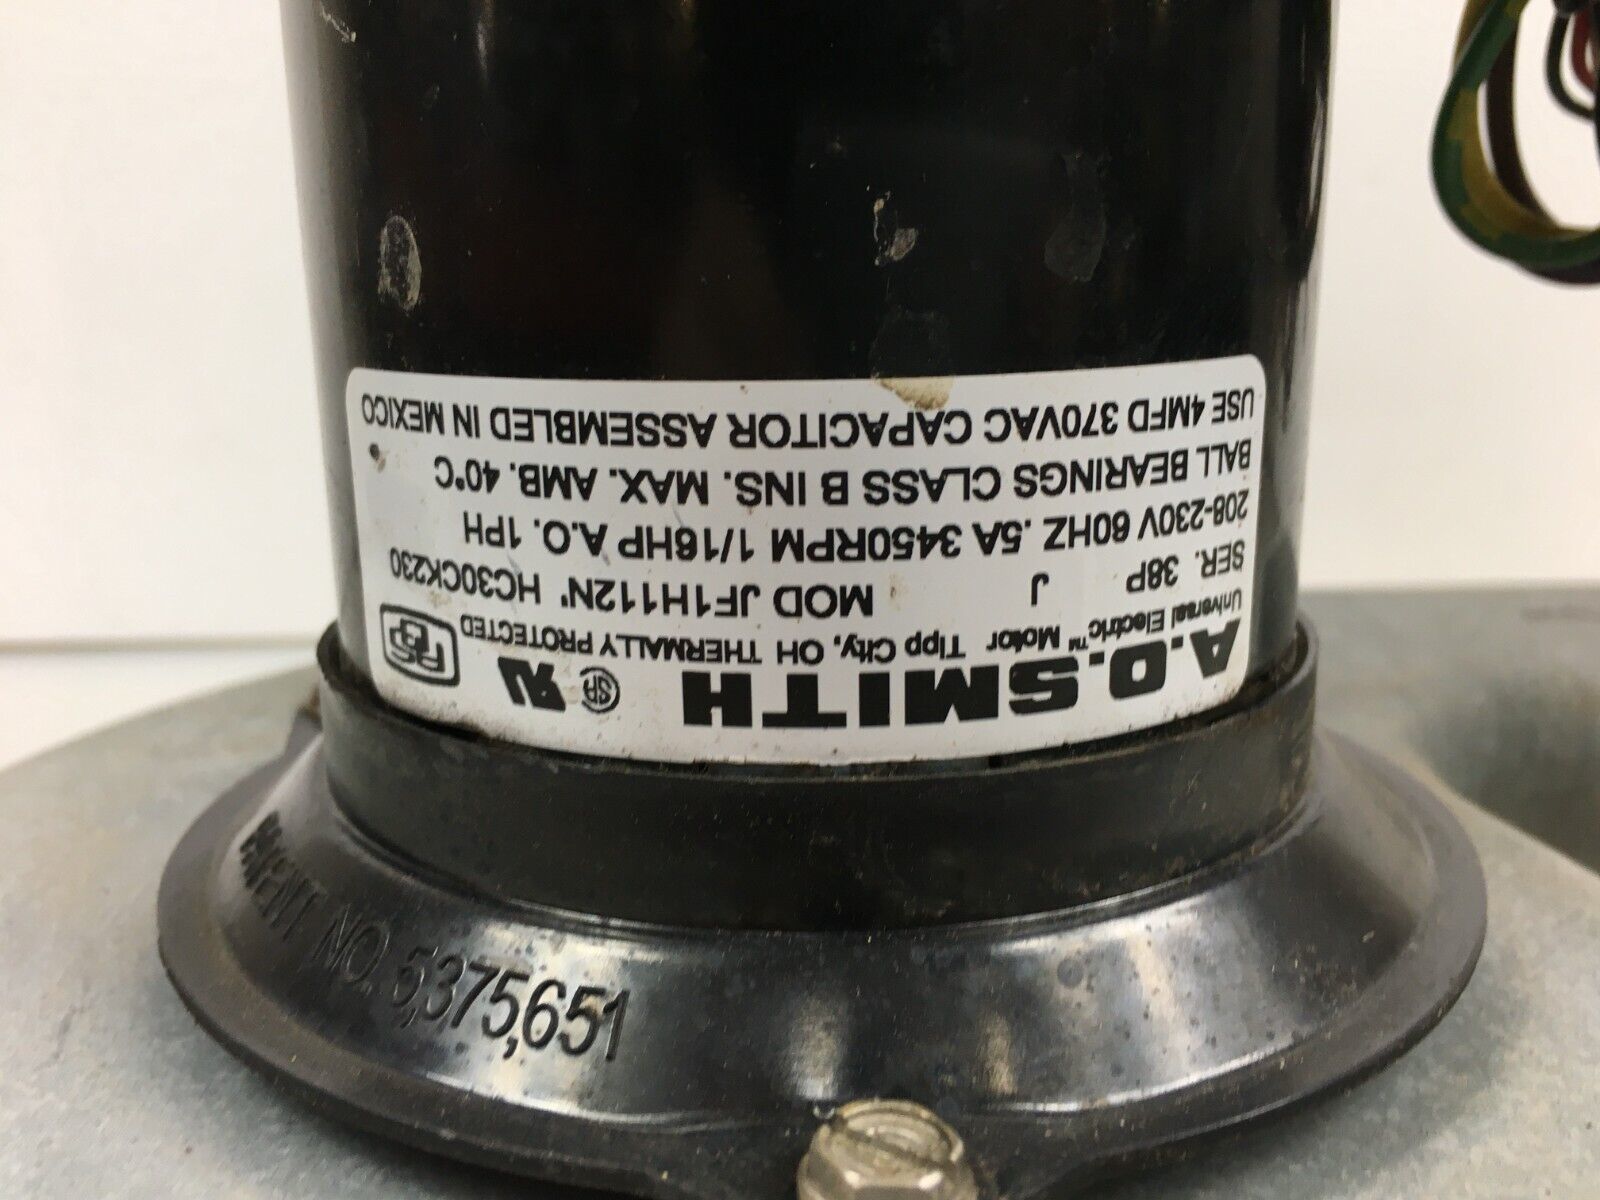 A.O.SMITH
Universal Electric™ Motor Tipp City, OH THERMALLY PROTECTED
SER. 38P J MOD JF1H112N' HC30CK230
208-230V 60HZ .5A 3450RPM 1/16HP A.O. 1PH
BALL BEARINGS CLASS B INS. MAX. AMB. 40°C
USE 4MFD 370VAC CAPACITOR ASSEMBLED IN MEXICO
PATENT NO. 5,375,651